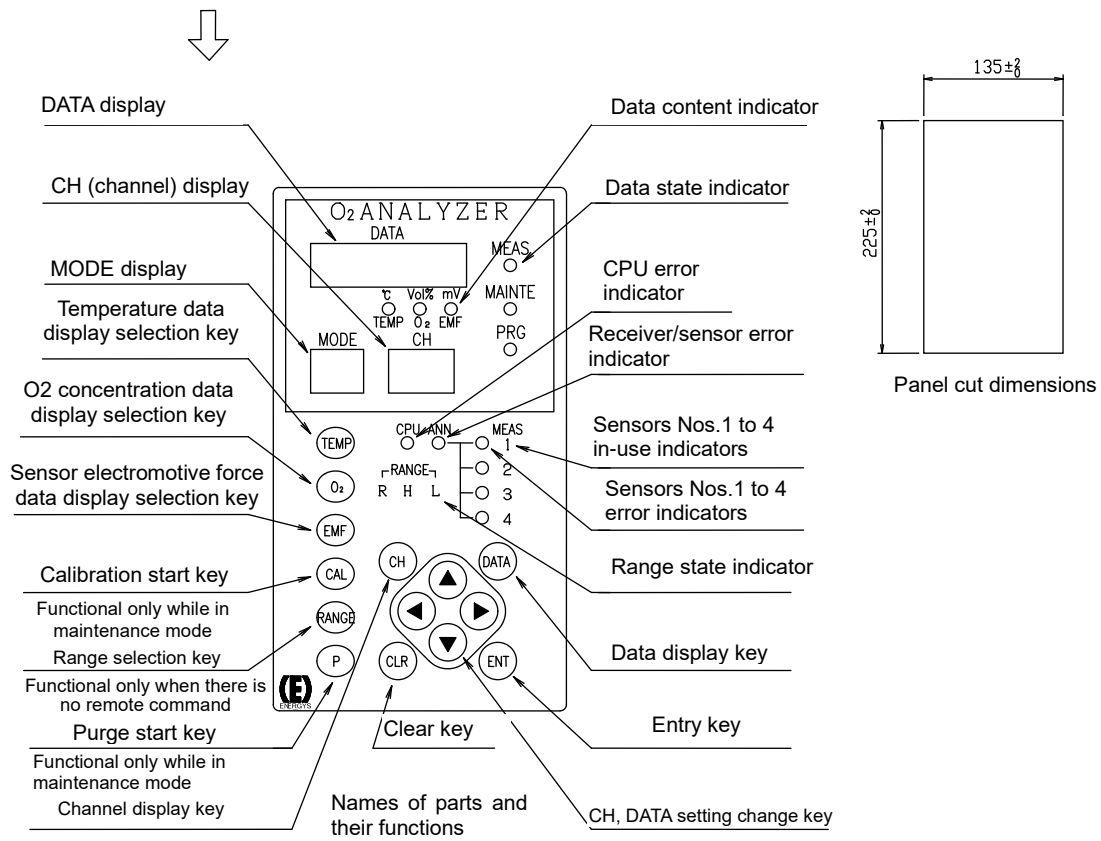 DATA display
CH (channel) display
MODE display
Temperature data
display selection key
O2 concentration data
display selection key
Sensor electromotive force
data display selection key
Calibration start key
Functional only while in
maintenance mode
Range selection key
Functional only when there is
no remote command
Purge start key
Functional only while in
maintenance mode
Channel display key
O₂ ANALYZER
DATA
MEAS
℃ Vol% mV
TEMP O₂ EMF
MAINTE
PRG
MODE CH
CPU ANN MEAS
1
2
3
4
RANGE
R H L
TEMP
O₂
EMF
CAL
RANGE
P
CH
DATA
CLR
ENT
(E)
ENERGYS
Clear key
Names of parts and
their functions
Data content indicator
Data state indicator
CPU error
indicator
Receiver/sensor error
indicator
Sensors Nos.1 to 4
in-use indicators
Sensors Nos.1 to 4
error indicators
Range state indicator
Data display key
Entry key
CH, DATA setting change key
135±²₀
225±²₀
Panel cut dimensions